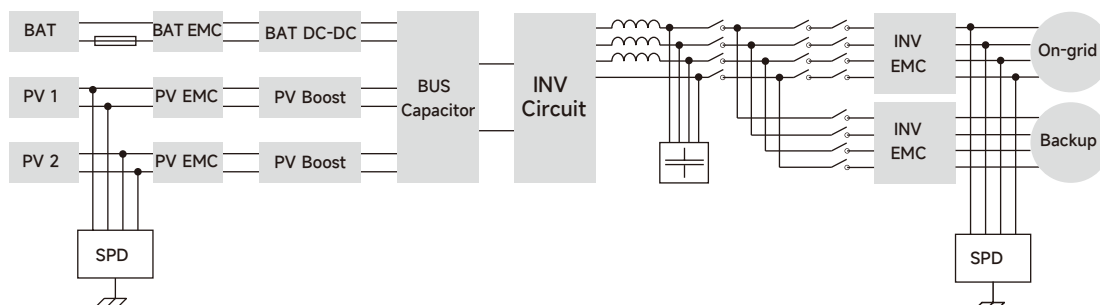 BAT
BAT EMC
BAT DC-DC
PV 1
PV EMC
PV Boost
PV 2
PV EMC
PV Boost
SPD
BUS
Capacitor
INV
Circuit
INV
EMC
On-grid
INV
EMC
Backup
SPD